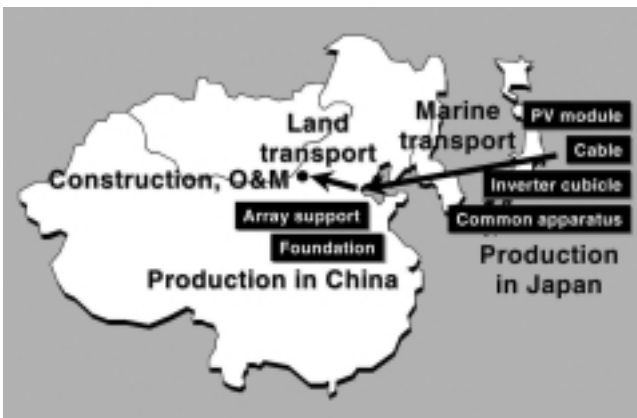 Land
transport
Marine
transport
PV module
Cable
Construction, O&M
Inverter cubicle
Array support
Common apparatus
Foundation
Production in China
Production
in Japan